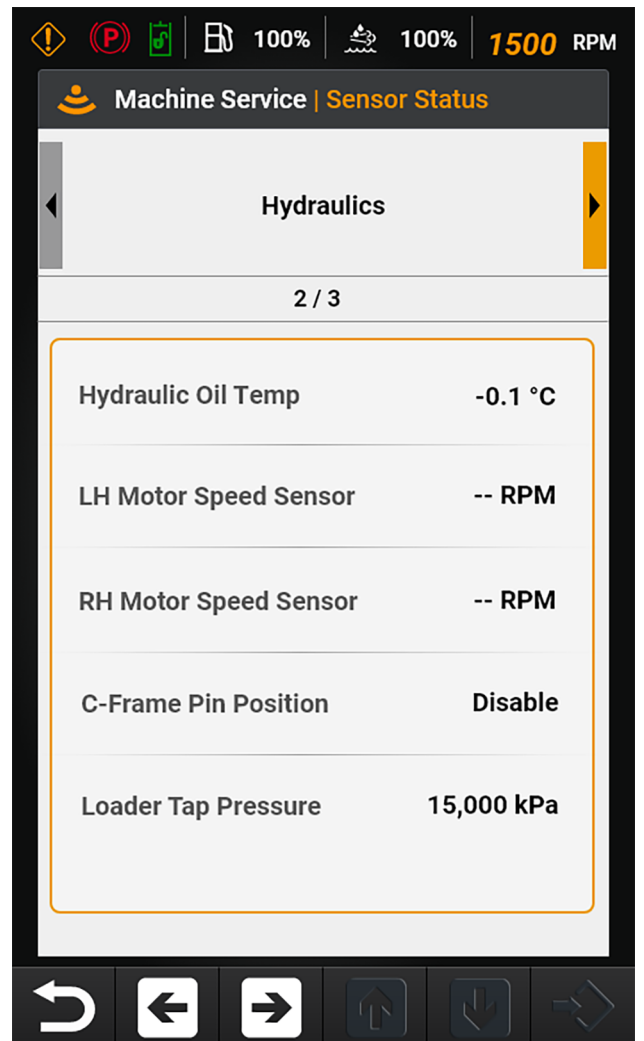 (P) 100% 100% 1500 RPM
Machine Service | Sensor Status
Hydraulics
2 / 3
Hydraulic Oil Temp -0.1 °C
LH Motor Speed Sensor -- RPM
RH Motor Speed Sensor -- RPM
C-Frame Pin Position Disable
Loader Tap Pressure 15,000 kPa